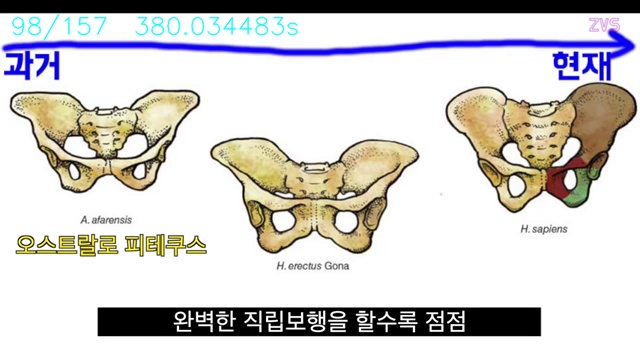 98/157 380.034483s
ZVS
과거
현재
A. afarensis
오스트랄로 피테쿠스
H. erectus Gona
H. sapiens
완벽한 직립보행을 할수록 점점